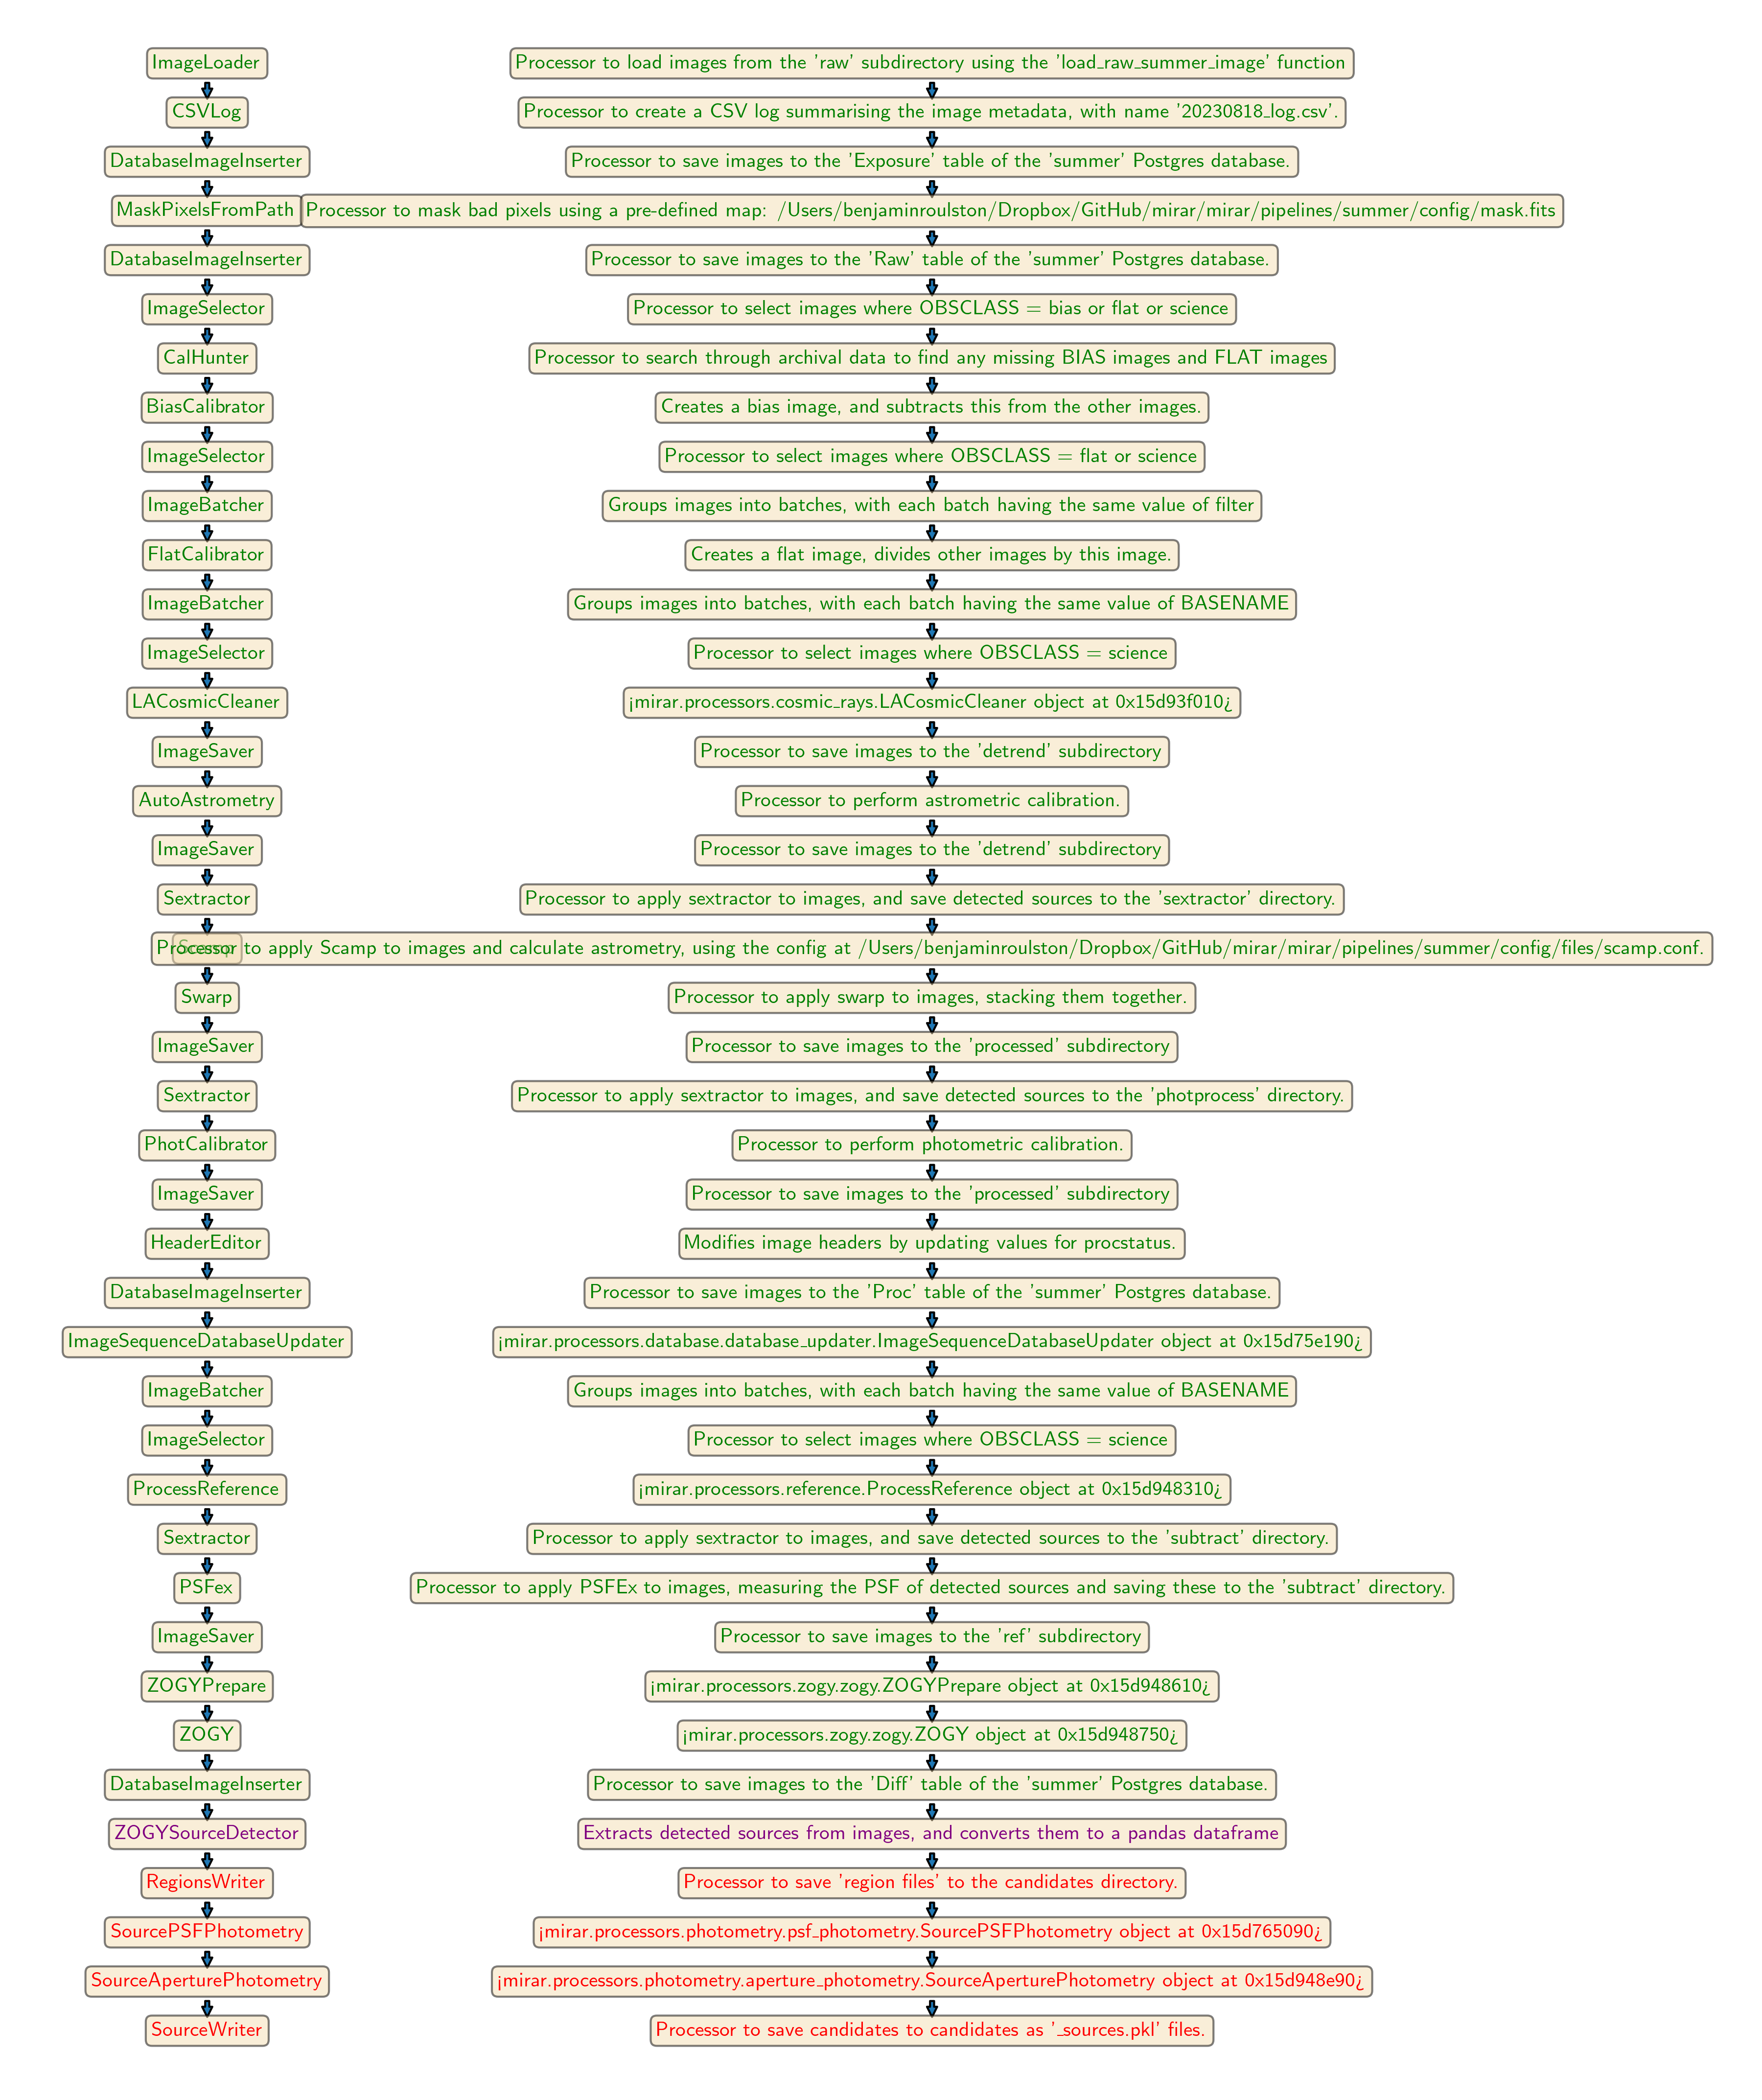 ImageLoader Processor to load images from the 'raw' subdirectory using the 'load_raw_summer_image' function
CSVLog Processor to create a CSV log summarising the image metadata, with name '20230818_log.csv'.
DatabaseImageInserter Processor to save images to the 'Exposure' table of the 'summer' Postgres database.
MaskPixelsFromPath Processor to mask bad pixels using a pre-defined map: /Users/benjaminroulston/Dropbox/GitHub/mirar/mirar/pipelines/summer/config/mask.fits
DatabaseImageInserter Processor to save images to the 'Raw' table of the 'summer' Postgres database.
ImageSelector Processor to select images where OBSCLASS = bias or flat or science
CalHunter Processor to search through archival data to find any missing BIAS images and FLAT images
BiasCalibrator Creates a bias image, and subtracts this from the other images.
ImageSelector Processor to select images where OBSCLASS = flat or science
ImageBatcher Groups images into batches, with each batch having the same value of filter
FlatCalibrator Creates a flat image, divides other images by this image.
ImageBatcher Groups images into batches, with each batch having the same value of BASENAME
ImageSelector Processor to select images where OBSCLASS = science
LACosmicCleaner <mirar.processors.cosmic_rays.LACosmicCleaner object at 0x15d93f010>
ImageSaver Processor to save images to the 'detrend' subdirectory
AutoAstrometry Processor to perform astrometric calibration.
ImageSaver Processor to save images to the 'detrend' subdirectory
Sextractor Processor to apply sextractor to images, and save detected sources to the 'sextractor' directory.
Scamp Processor to apply Scamp to images and calculate astrometry, using the config at /Users/benjaminroulston/Dropbox/GitHub/mirar/mirar/pipelines/summer/config/files/scamp.conf.
Swarp Processor to apply swarp to images, stacking them together.
ImageSaver Processor to save images to the 'processed' subdirectory
Sextractor Processor to apply sextractor to images, and save detected sources to the 'photprocess' directory.
PhotCalibrator Processor to perform photometric calibration.
ImageSaver Processor to save images to the 'processed' subdirectory
HeaderEditor Modifies image headers by updating values for procstatus.
DatabaseImageInserter Processor to save images to the 'Proc' table of the 'summer' Postgres database.
ImageSequenceDatabaseUpdater <mirar.processors.database.database_updater.ImageSequenceDatabaseUpdater object at 0x15d75e190>
ImageBatcher Groups images into batches, with each batch having the same value of BASENAME
ImageSelector Processor to select images where OBSCLASS = science
ProcessReference <mirar.processors.reference.ProcessReference object at 0x15d948310>
Sextractor Processor to apply sextractor to images, and save detected sources to the 'subtract' directory.
PSFex Processor to apply PSFEx to images, measuring the PSF of detected sources and saving these to the 'subtract' directory.
ImageSaver Processor to save images to the 'ref' subdirectory
ZOGYPrepare <mirar.processors.zogy.zogy.ZOGYPrepare object at 0x15d948610>
ZOGY <mirar.processors.zogy.zogy.ZOGY object at 0x15d948750>
DatabaseImageInserter Processor to save images to the 'Diff' table of the 'summer' Postgres database.
ZOGYSourceDetector Extracts detected sources from images, and converts them to a pandas dataframe
RegionsWriter Processor to save 'region files' to the candidates directory.
SourcePSFPhotometry <mirar.processors.photometry.psf_photometry.SourcePSFPhotometry object at 0x15d765090>
SourceAperturePhotometry <mirar.processors.photometry.aperture_photometry.SourceAperturePhotometry object at 0x15d948e90>
SourceWriter Processor to save candidates to candidates as '_sources.pkl' files.